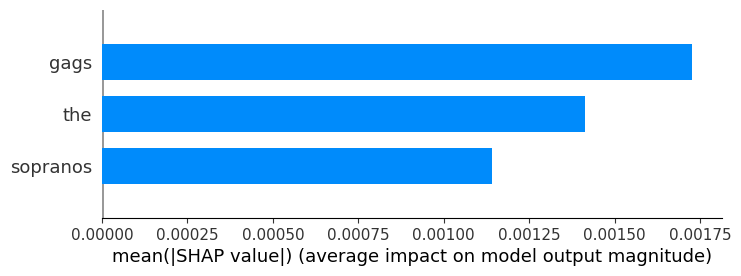 gags
the
sopranos
0.00000 0.00025 0.00050 0.00075 0.00100 0.00125 0.00150 0.00175
mean(|SHAP value|) (average impact on model output magnitude)